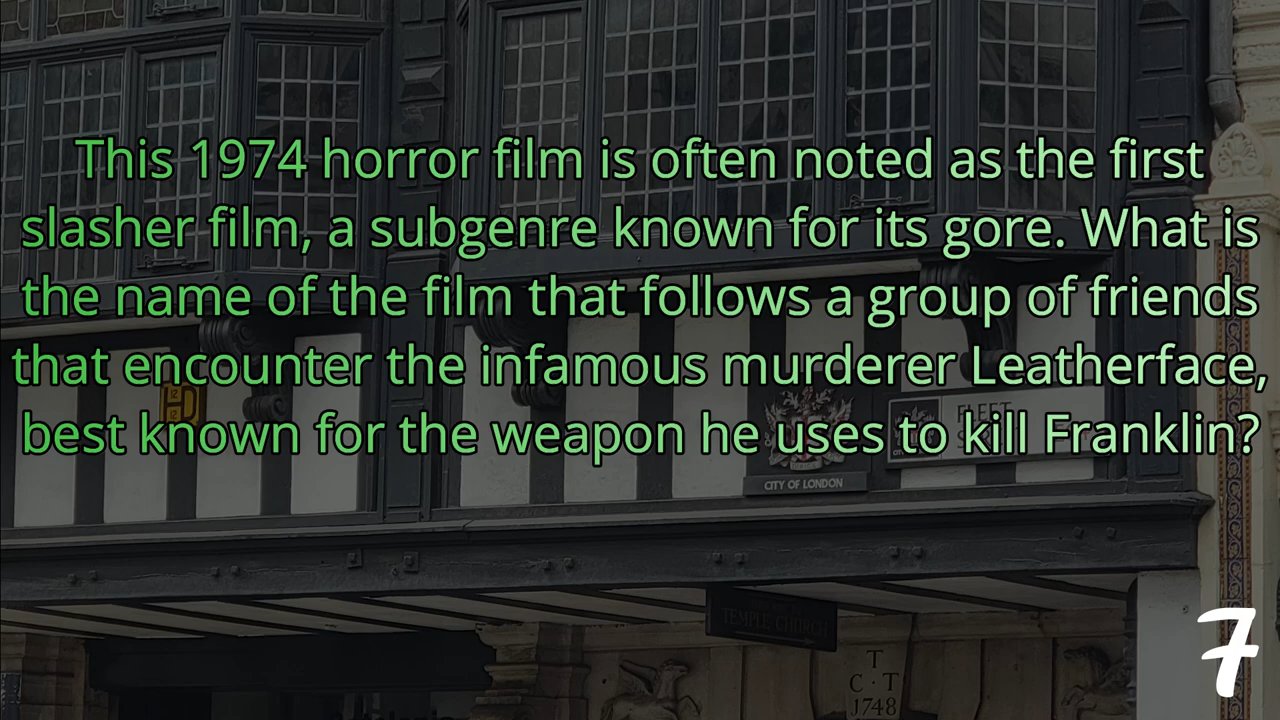 This 1974 horror film is often noted as the first
slasher film, a subgenre known for its gore. What is
the name of the film that follows a group of friends
that encounter the infamous murderer Leatherface,
best known for the weapon he uses to kill Franklin?
FLEET
CITY OF LONDON
TEMPLE CHURCH
T
C · T
1748
7